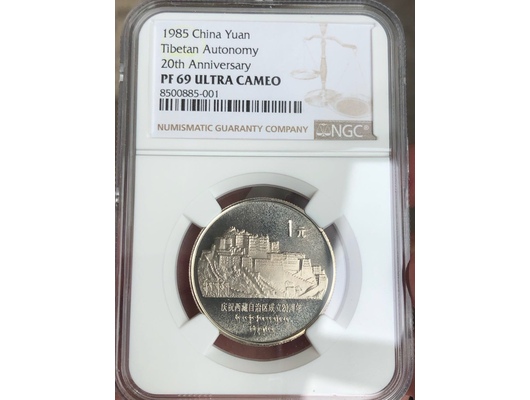 1985 China Yuan
Tibetan Autonomy
20th Anniversary
PF 69 ULTRA CAMEO
8500885-001
NUMISMATIC GUARANTY COMPANY
NGC®
1元
庆祝西藏自治区成立20周年